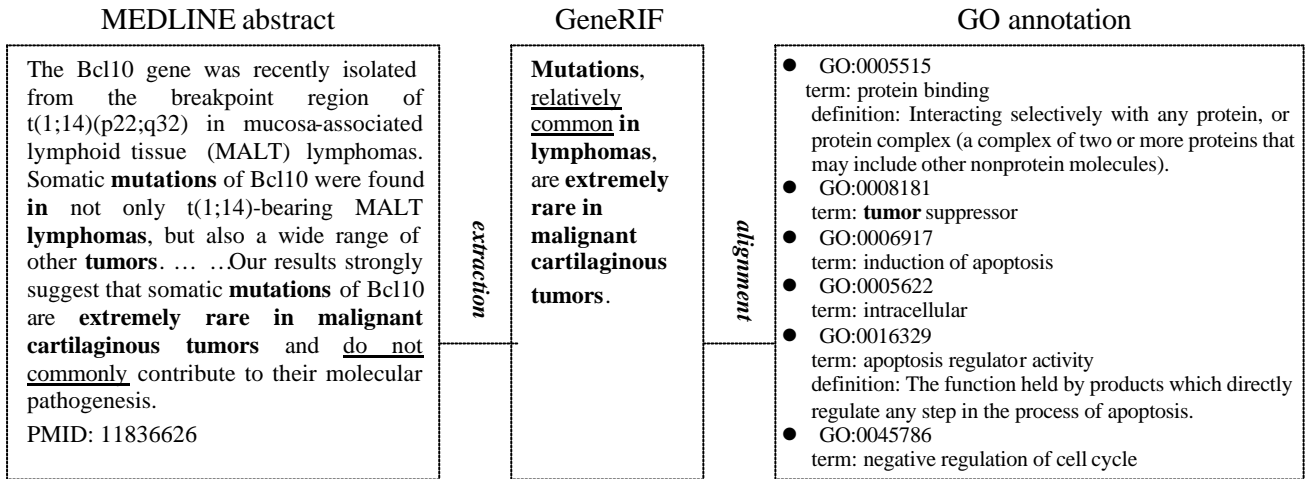 MEDLINE abstract
The Bcl10 gene was recently isolated
from the breakpoint region of
t(1;14)(p22;q32) in mucosa-associated
lymphoid tissue (MALT) lymphomas.
Somatic mutations of Bcl10 were found
in not only t(1;14)-bearing MALT
lymphomas, but also a wide range of
other tumors. … …Our results strongly
suggest that somatic mutations of Bcl10
are extremely rare in malignant
cartilaginous tumors and do not
commonly contribute to their molecular
pathogenesis.
PMID: 11836626
extraction
GeneRIF
Mutations,
relatively
common in
lymphomas,
are extremely
rare in
malignant
cartilaginous
tumors.
alignment
GO annotation
● GO:0005515
term: protein binding
definition: Interacting selectively with any protein, or
protein complex (a complex of two or more proteins that
may include other nonprotein molecules).
● GO:0008181
term: tumor suppressor
● GO:0006917
term: induction of apoptosis
● GO:0005622
term: intracellular
● GO:0016329
term: apoptosis regulator activity
definition: The function held by products which directly
regulate any step in the process of apoptosis.
● GO:0045786
term: negative regulation of cell cycle